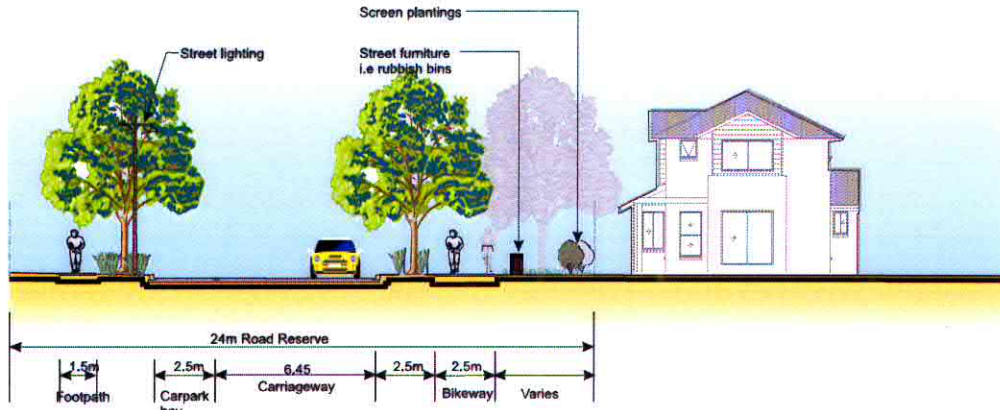 Screen plantings
Street lighting
Street furniture
i.e rubbish bins
24m Road Reserve
1.5m
2.5m
6.45
2.5m
2.5m
Footpath
Carpark
Carriageway
Bikeway
Varies